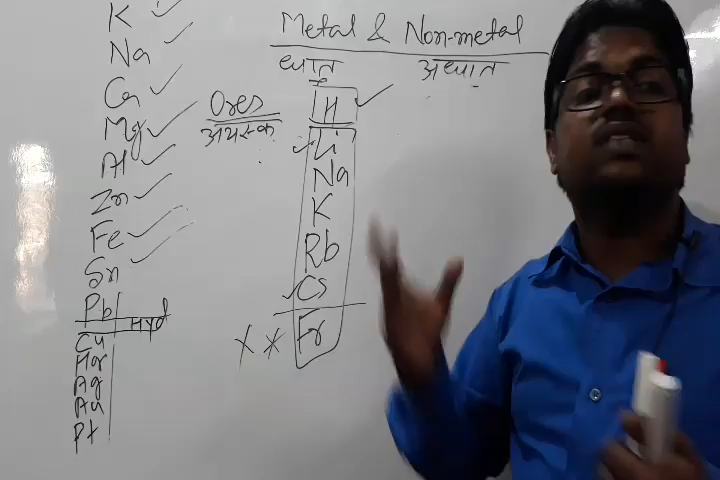 Metal & Non-metal
धातु
अधातु
K
Na
Ca
Mg
Al
Zn
Fe
Sn
Pb
Hyd
Cu
Hg
Ag
Au
Pt
Ores
अयस्क
H
Li
Na
K
Rb
Cs
Fr